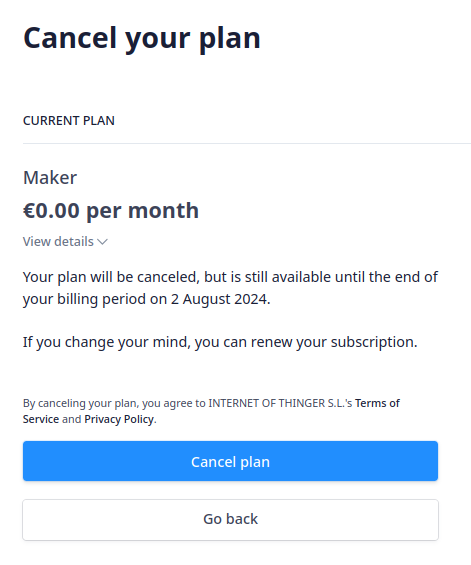 Cancel your plan
CURRENT PLAN
Maker
€0.00 per month
View details
Your plan will be canceled, but is still available until the end of
your billing period on 2 August 2024.
If you change your mind, you can renew your subscription.
By canceling your plan, you agree to INTERNET OF THINGER S.L.'s Terms of
Service and Privacy Policy.
Cancel plan
Go back